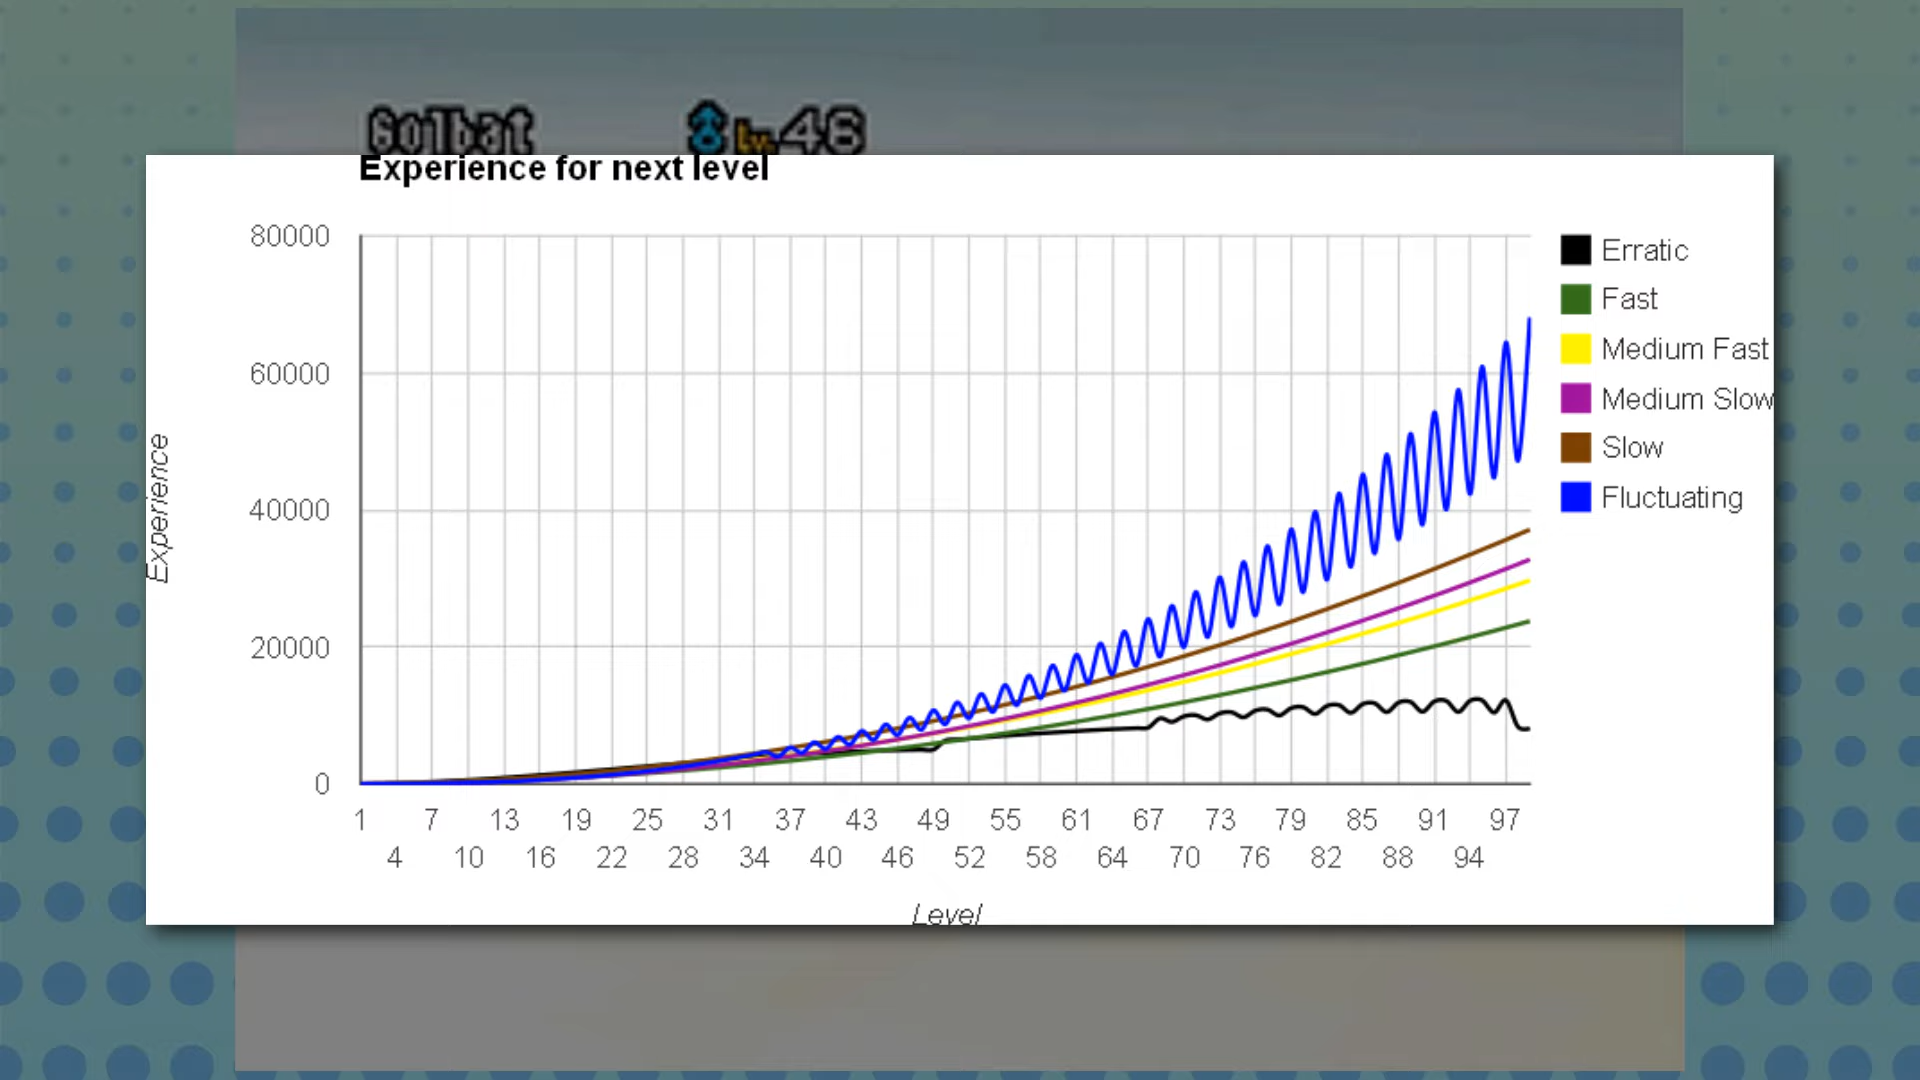 Golbat Lv.46
Experience for next level
80000
60000
40000
20000
0
Experience
Erratic
Fast
Medium Fast
Medium Slow
Slow
Fluctuating
1 7 13 19 25 31 37 43 49 55 61 67 73 79 85 91 97
4 10 16 22 28 34 40 46 52 58 64 70 76 82 88 94
Level